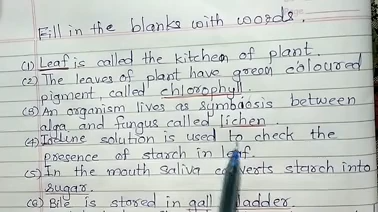 Fill in the blanks with words.
(1) Leaf is called the kitchen of plant.
(2) The leaves of plant have green coloured
pigment, called chlorophyll.
(3) An organism lives as symbaosis between
alga and fungus called lichen.
(4) Iodine solution is used to check the
presence of starch in leaf.
(5) In the mouth saliva converts starch into
sugar.
(6) Bile is stored in gall bladder.